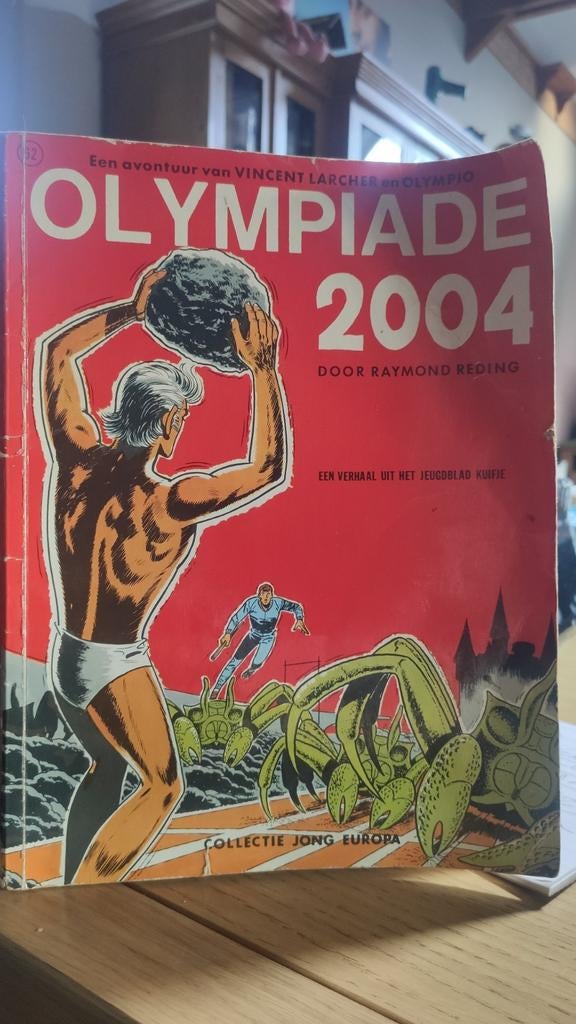 62
Een avontuur van VINCENT LARCHER en OLYMPIO
OLYMPIADE
2004
DOOR RAYMOND REDING
EEN VERHAAL UIT HET JEUGDBLAD KUIFJE
COLLECTIE JONG EUROPA